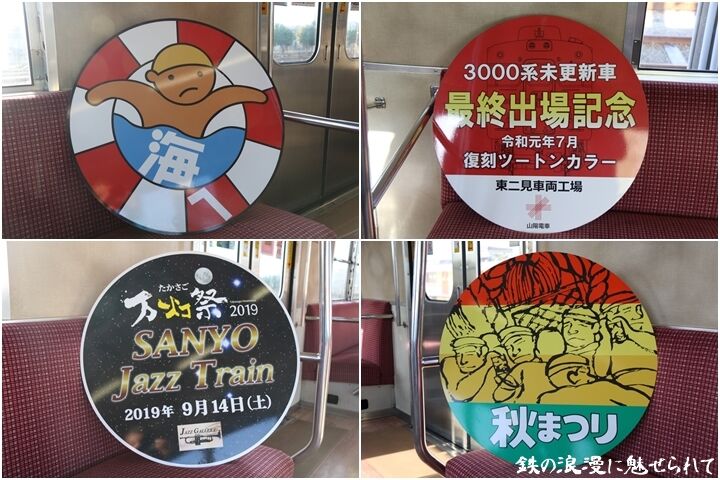 海へ
3000系未更新車
最終出場記念
令和元年7月
復刻ツートンカラー
東二見車両工場
山陽電車
たかさご
万灯祭
2019
SANYO
Jazz Train
2019年 9月14日(土)
JAZZ GALLERY
秋まつり
鉄の浪漫に魅せられて